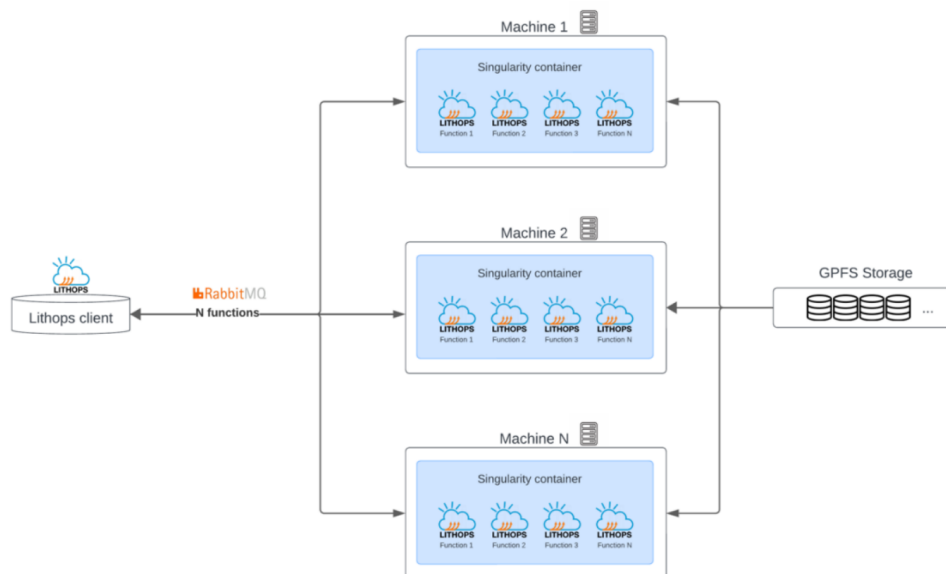 Machine 1
Singularity container
LITHOPS LITHOPS LITHOPS LITHOPS
Function 1 Function 2 Function 3 Function N
Machine 2
Singularity container
LITHOPS LITHOPS LITHOPS LITHOPS
Function 1 Function 2 Function 3 Function N
Machine N
Singularity container
LITHOPS LITHOPS LITHOPS LITHOPS
Function 1 Function 2 Function 3 Function N
LITHOPS
Lithops client
RabbitMQ
N functions
GPFS Storage
...